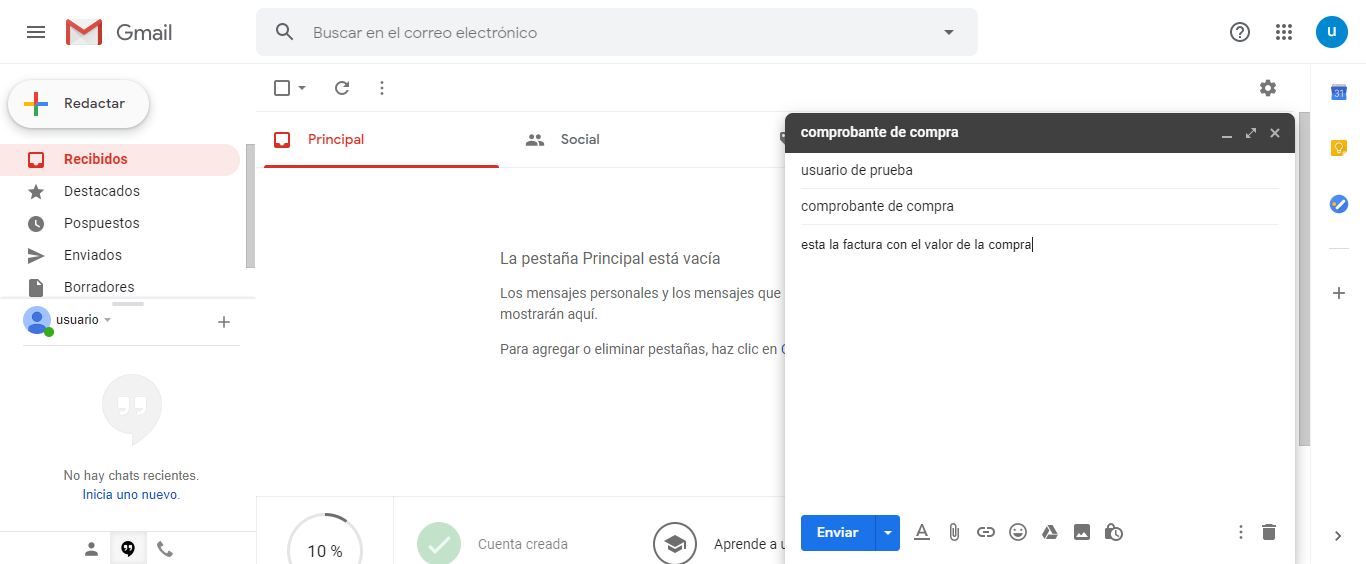 Gmail
Buscar en el correo electrónico
u
Redactar
Recibidos
Destacados
Pospuestos
Enviados
Borradores
usuario
No hay chats recientes.
Inicia uno nuevo.
Principal
Social
La pestaña Principal está vacía
Los mensajes personales y los mensajes que
mostrarán aquí.
Para agregar o eliminar pestañas, haz clic en
10 %
Cuenta creada
Aprende a
comprobante de compra
usuario de prueba
comprobante de compra
esta la factura con el valor de la compra
Enviar
31